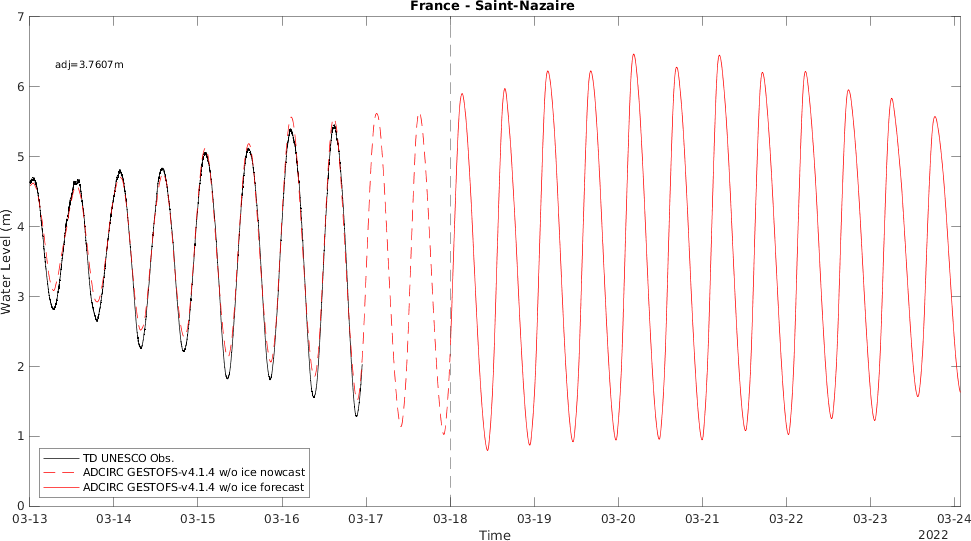 France - Saint-Nazaire
7
adj=3.7607m
6
5
4
Water Level (m)
3
2
1
TD UNESCO Obs.
ADCIRC GESTOFS-v4.1.4 w/o ice nowcast
ADCIRC GESTOFS-v4.1.4 w/o ice forecast
0
03-13 03-14 03-15 03-16 03-17 03-18 03-19 03-20 03-21 03-22 03-23 03-24
Time
2022